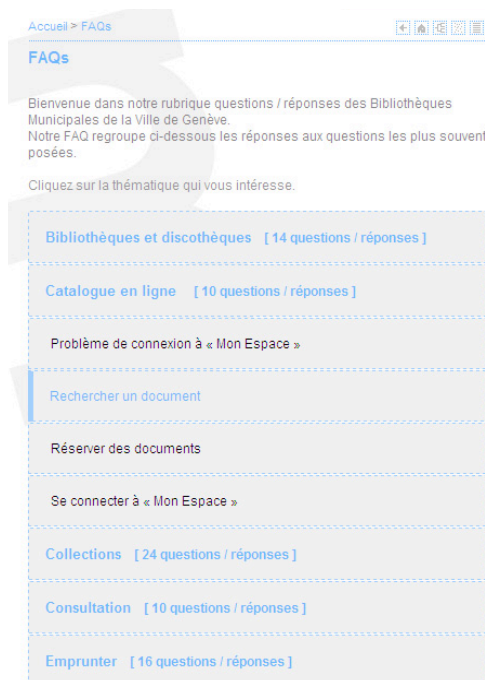 Accueil > FAQs
FAQs
Bienvenue dans notre rubrique questions / réponses des Bibliothèques
Municipales de la Ville de Genève.
Notre FAQ regroupe ci-dessous les réponses aux questions les plus souvent
posées.
Cliquez sur la thématique qui vous intéresse.
Bibliothèques et discothèques [ 14 questions / réponses ]
Catalogue en ligne [ 10 questions / réponses ]
Problème de connexion à « Mon Espace »
Rechercher un document
Réserver des documents
Se connecter à « Mon Espace »
Collections [ 24 questions / réponses ]
Consultation [ 10 questions / réponses ]
Emprunter [ 16 questions / réponses ]